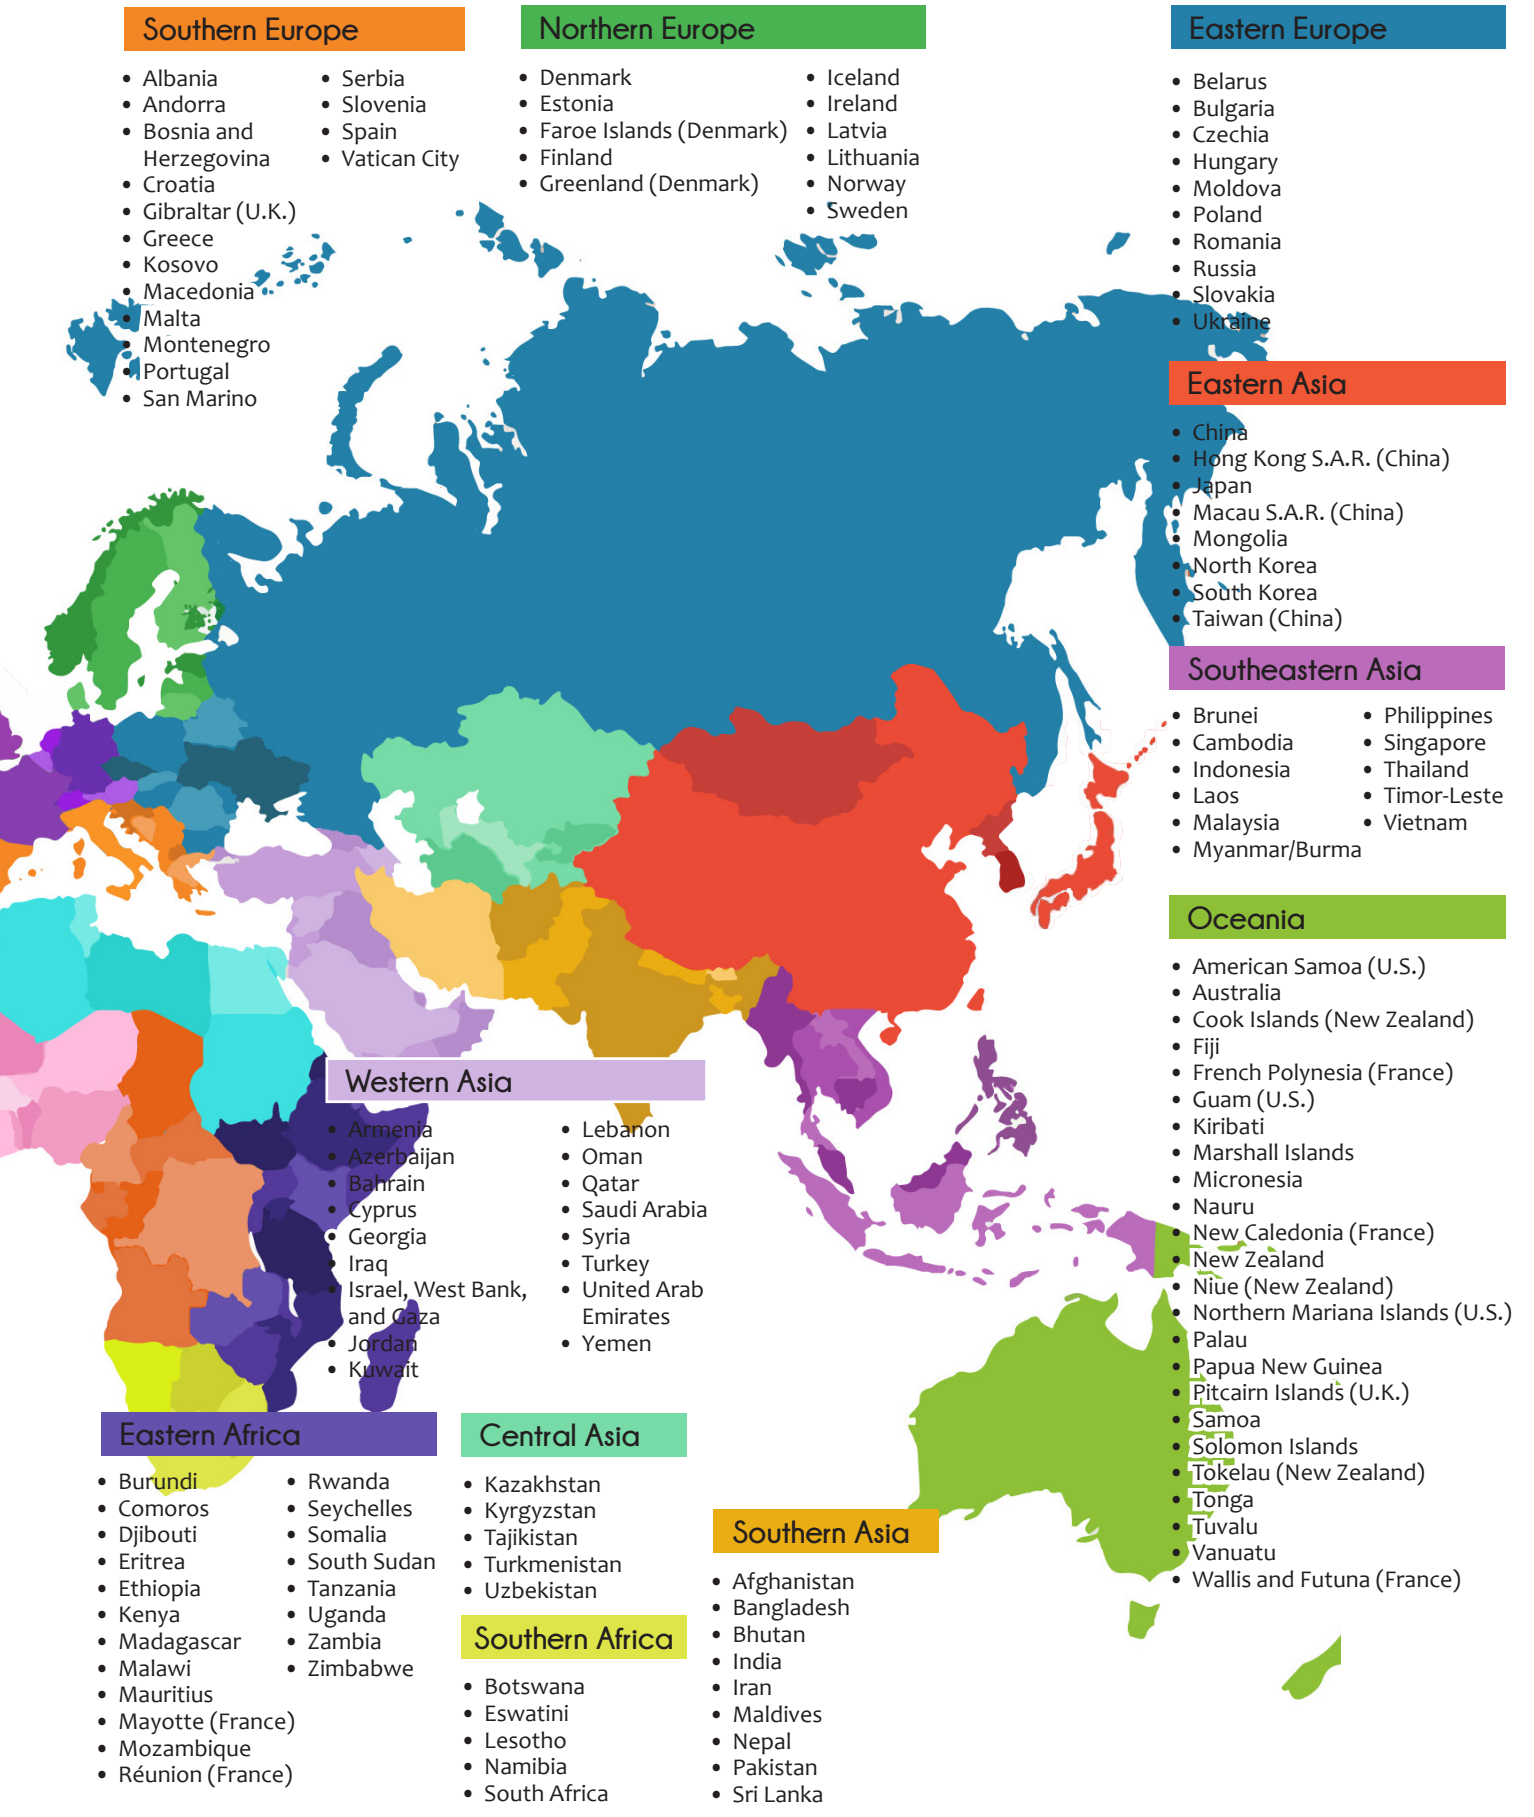 Southern Europe
• Albania
• Andorra
• Bosnia and
Herzegovina
• Croatia
• Gibraltar (U.K.)
• Greece
• Kosovo
• Macedonia
• Malta
• Montenegro
• Portugal
• San Marino
• Serbia
• Slovenia
• Spain
• Vatican City
Northern Europe
• Denmark
• Estonia
• Faroe Islands (Denmark)
• Finland
• Greenland (Denmark)
• Iceland
• Ireland
• Latvia
• Lithuania
• Norway
• Sweden
Eastern Europe
• Belarus
• Bulgaria
• Czechia
• Hungary
• Moldova
• Poland
• Romania
• Russia
• Slovakia
• Ukraine
Eastern Asia
• China
• Hong Kong S.A.R. (China)
• Japan
• Macau S.A.R. (China)
• Mongolia
• North Korea
• South Korea
• Taiwan (China)
Southeastern Asia
• Brunei
• Cambodia
• Indonesia
• Laos
• Malaysia
• Myanmar/Burma
• Philippines
• Singapore
• Thailand
• Timor-Leste
• Vietnam
Oceania
• American Samoa (U.S.)
• Australia
• Cook Islands (New Zealand)
• Fiji
• French Polynesia (France)
• Guam (U.S.)
• Kiribati
• Marshall Islands
• Micronesia
• Nauru
• New Caledonia (France)
• New Zealand
• Niue (New Zealand)
• Northern Mariana Islands (U.S.)
• Palau
• Papua New Guinea
• Pitcairn Islands (U.K.)
• Samoa
• Solomon Islands
• Tokelau (New Zealand)
• Tonga
• Tuvalu
• Vanuatu
• Wallis and Futuna (France)
Western Asia
• Armenia
• Azerbaijan
• Bahrain
• Cyprus
• Georgia
• Iraq
• Israel, West Bank,
and Gaza
• Jordan
• Kuwait
• Lebanon
• Oman
• Qatar
• Saudi Arabia
• Syria
• Turkey
• United Arab
Emirates
• Yemen
Eastern Africa
• Burundi
• Comoros
• Djibouti
• Eritrea
• Ethiopia
• Kenya
• Madagascar
• Malawi
• Mauritius
• Mayotte (France)
• Mozambique
• Réunion (France)
• Rwanda
• Seychelles
• Somalia
• South Sudan
• Tanzania
• Uganda
• Zambia
• Zimbabwe
Central Asia
• Kazakhstan
• Kyrgyzstan
• Tajikistan
• Turkmenistan
• Uzbekistan
Southern Africa
• Botswana
• Eswatini
• Lesotho
• Namibia
• South Africa
Southern Asia
• Afghanistan
• Bangladesh
• Bhutan
• India
• Iran
• Maldives
• Nepal
• Pakistan
• Sri Lanka